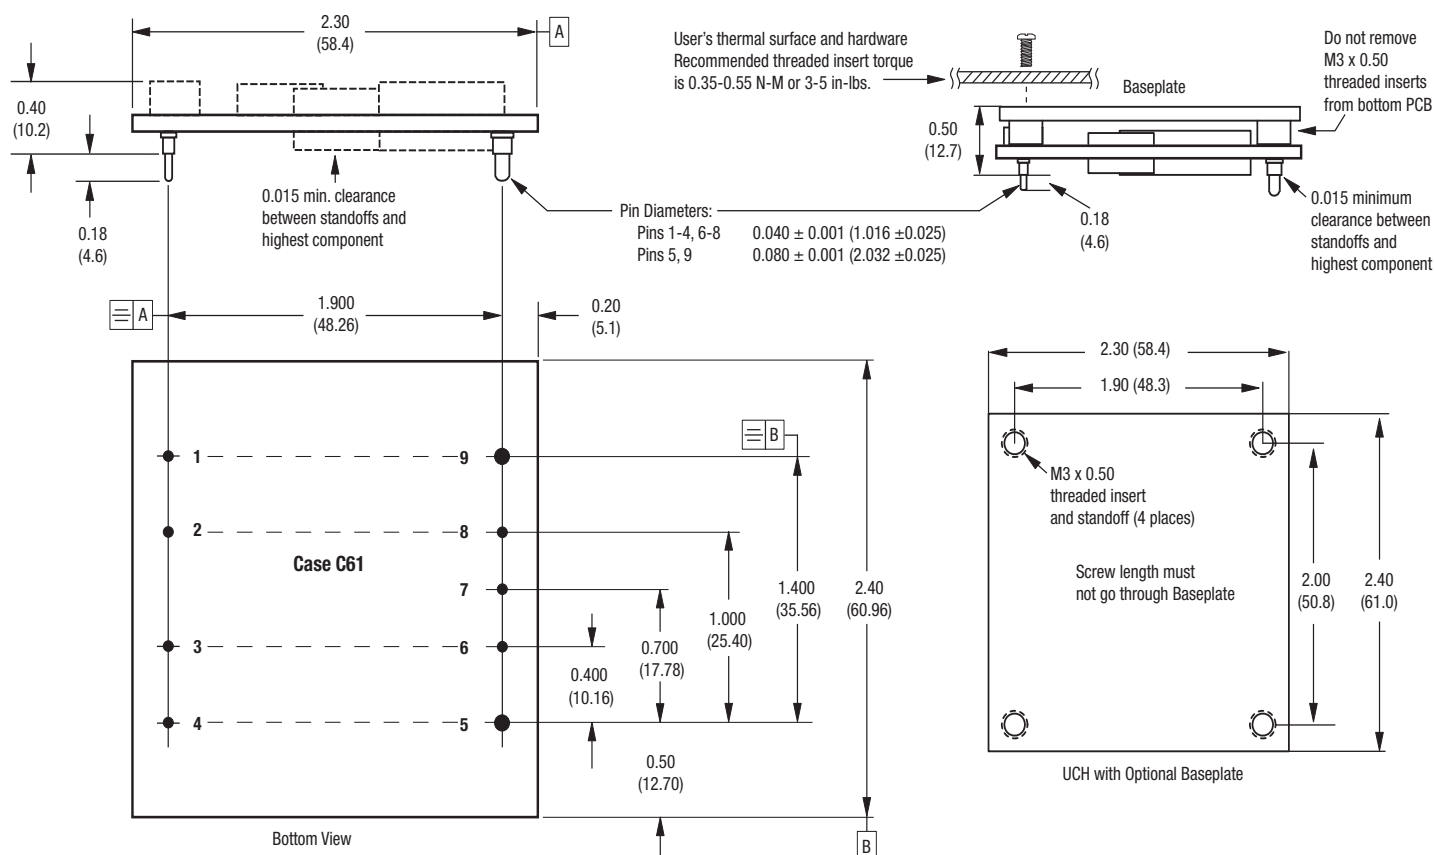 2.30
(58.4)
A
0.40
(10.2)
0.18
(4.6)
0.015 min. clearance
between standoffs and
highest component
User's thermal surface and hardware
Recommended threaded insert torque
is 0.35-0.55 N-M or 3-5 in-lbs.
Baseplate
Do not remove
M3 x 0.50
threaded inserts
from bottom PCB
0.50
(12.7)
0.18
(4.6)
0.015 minimum
clearance between
standoffs and
highest component
Pin Diameters:
Pins 1-4, 6-8 0.040 ± 0.001 (1.016 ±0.025)
Pins 5, 9 0.080 ± 0.001 (2.032 ±0.025)
A
1.900
(48.26)
0.20
(5.1)
B
1
9
2
8
Case C61
7
3
6
4
5
0.400
(10.16)
0.700
(17.78)
1.000
(25.40)
1.400
(35.56)
2.40
(60.96)
0.50
(12.70)
Bottom View
B
2.30 (58.4)
1.90 (48.3)
M3 x 0.50
threaded insert
and standoff (4 places)
Screw length must
not go through Baseplate
2.00
(50.8)
2.40
(61.0)
UCH with Optional Baseplate